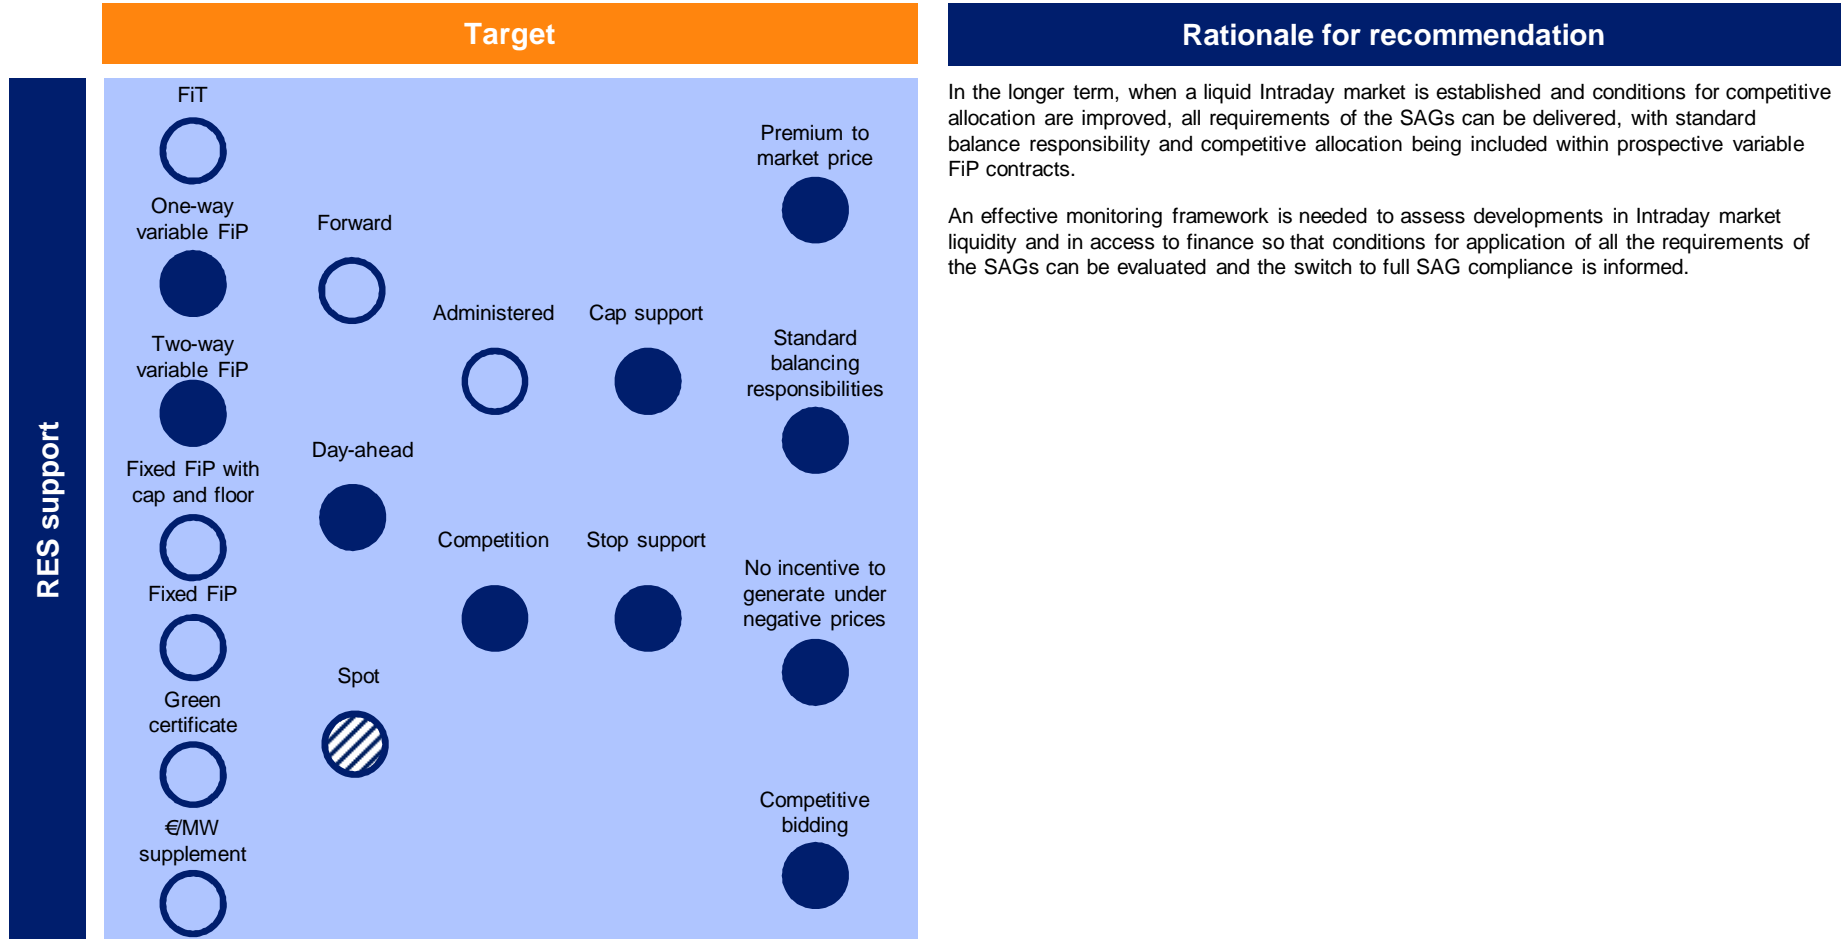 Target
Rationale for recommendation
RES support
FiT
One-way
variable FiP
Two-way
variable FiP
Fixed FiP with
cap and floor
Fixed FiP
Green
certificate
€/MW
supplement
Forward
Day-ahead
Spot
Administered
Competition
Cap support
Stop support
Premium to
market price
Standard
balancing
responsibilities
No incentive to
generate under
negative prices
Competitive
bidding
In the longer term, when a liquid Intraday market is established and conditions for competitive
allocation are improved, all requirements of the SAGs can be delivered, with standard
balance responsibility and competitive allocation being included within prospective variable
FiP contracts.
An effective monitoring framework is needed to assess developments in Intraday market
liquidity and in access to finance so that conditions for application of all the requirements of
the SAGs can be evaluated and the switch to full SAG compliance is informed.